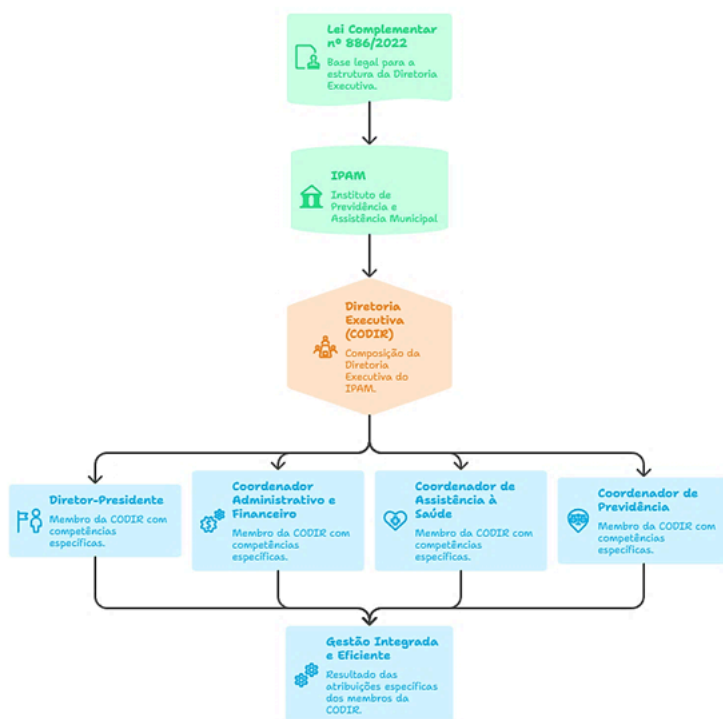 Lei Complementar
nº 886/2022
Base legal para a
estrutura da Diretoria
Executiva.
IPAM
Instituto de
Previdência e
Assistência Municipal
Diretoria
Executiva
(CODIR)
Composição da
Diretoria
Executiva do
IPAM.
Diretor-Presidente
Membro da CODIR com
competências
específicas.
Coordenador
Administrativo e
Financeiro
Membro da CODIR com
competências
específicas.
Coordenador de
Assistência à
Saúde
Membro da CODIR com
competências
específicas.
Coordenador de
Previdência
Membro da CODIR com
competências
específicas.
Gestão Integrada
e Eficiente
Resultado das
atribuições específicas
dos membros da
CODIR.